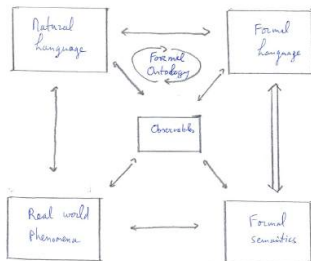 Natural
Language
Formal
Language
Formal
Ontology
Observables
Real world
Phenomena
Formal
semantics